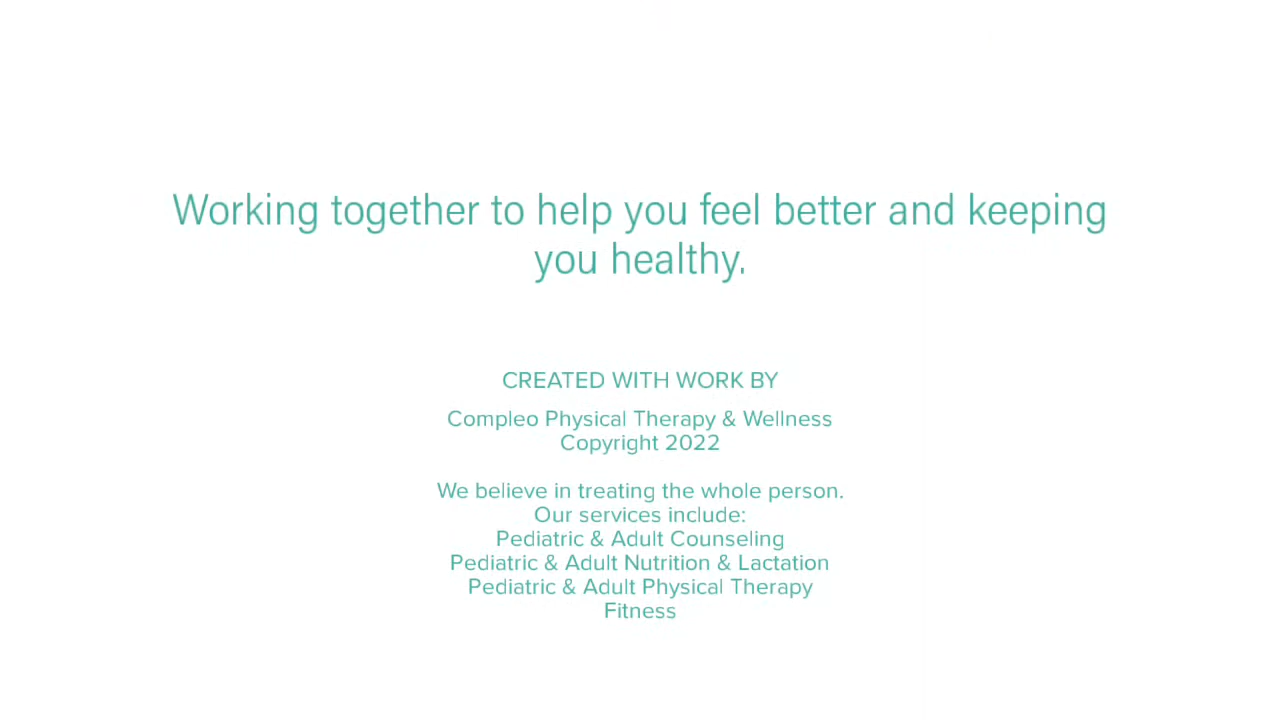 Working together to help you feel better and keeping
you healthy.
CREATED WITH WORK BY
Compleo Physical Therapy & Wellness
Copyright 2022
We believe in treating the whole person.
Our services include:
Pediatric & Adult Counseling
Pediatric & Adult Nutrition & Lactation
Pediatric & Adult Physical Therapy
Fitness